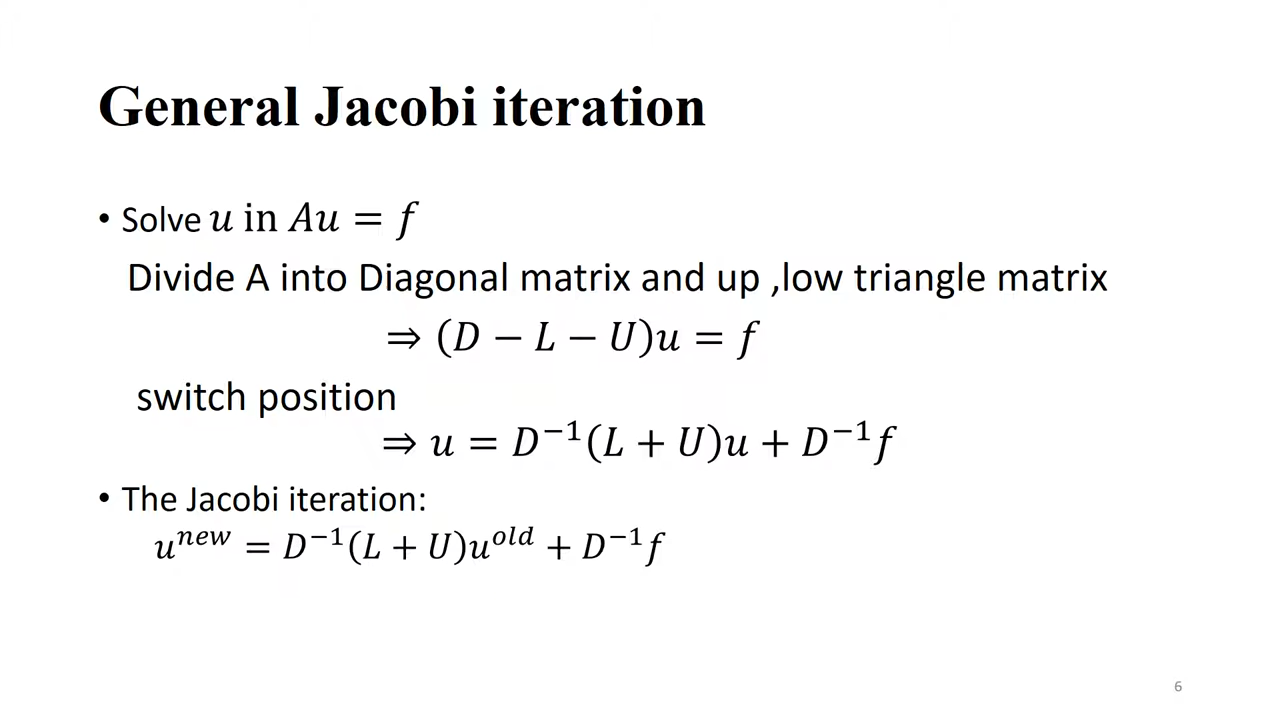 General Jacobi iteration
• Solve 𝑢 in 𝐴𝑢 = 𝑓
Divide A into Diagonal matrix and up ,low triangle matrix
⇒ (𝐷 − 𝐿 − 𝑈)𝑢 = 𝑓
switch position
⇒ 𝑢 = 𝐷⁻¹(𝐿 + 𝑈)𝑢 + 𝐷⁻¹𝑓
• The Jacobi iteration:
𝑢^{new} = 𝐷⁻¹(𝐿 + 𝑈)𝑢^{old} + 𝐷⁻¹𝑓
6